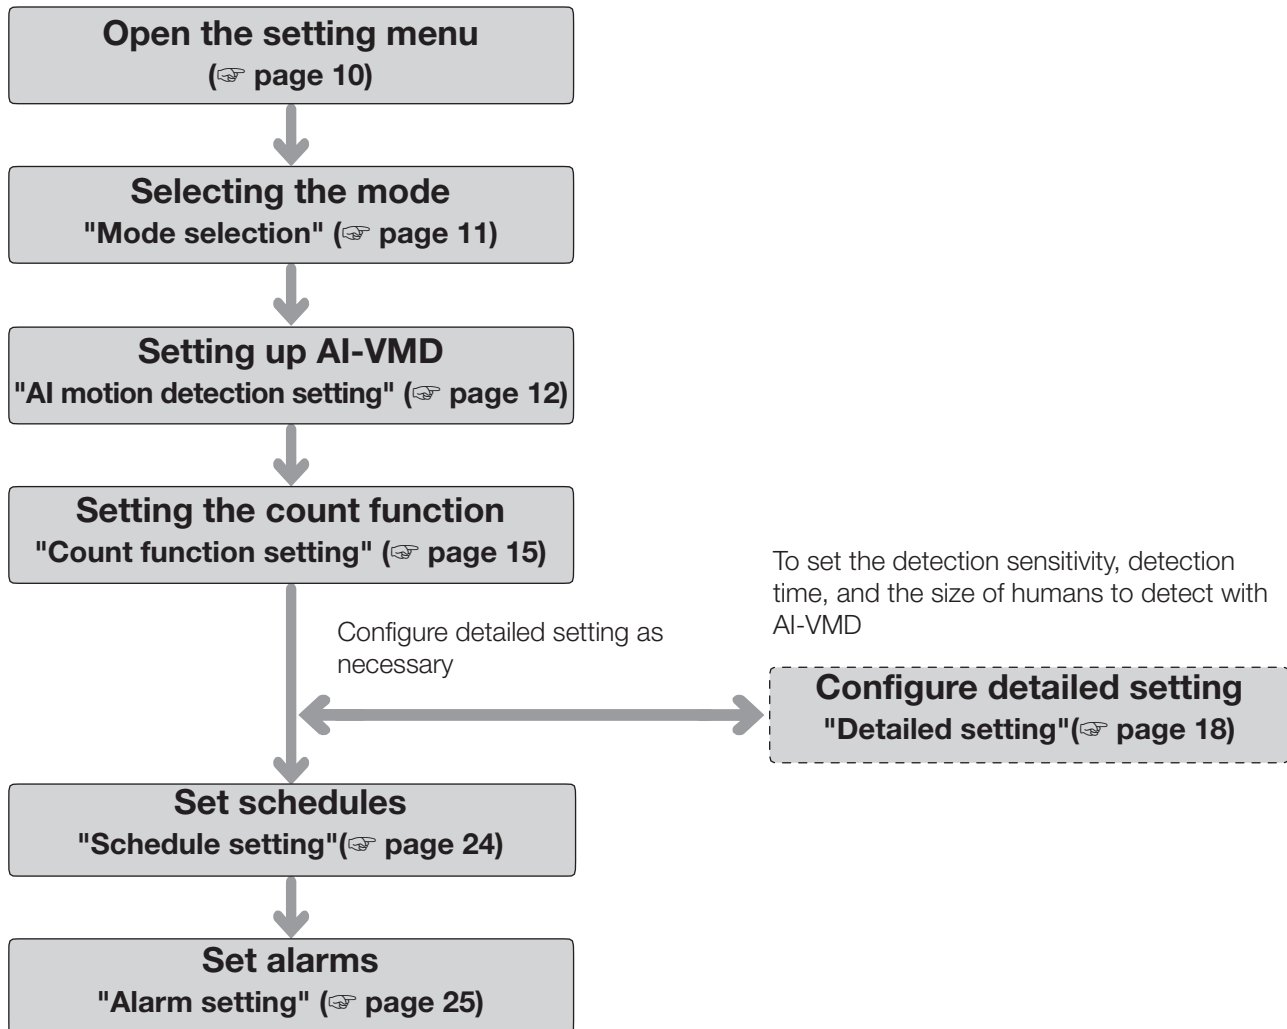 Open the setting menu
(☞ page 10)
Selecting the mode
"Mode selection" (☞ page 11)
Setting up AI-VMD
"AI motion detection setting" (☞ page 12)
Setting the count function
"Count function setting" (☞ page 15)
Configure detailed setting as
necessary
To set the detection sensitivity, detection
time, and the size of humans to detect with
AI-VMD
Configure detailed setting
"Detailed setting"(☞ page 18)
Set schedules
"Schedule setting"(☞ page 24)
Set alarms
"Alarm setting" (☞ page 25)